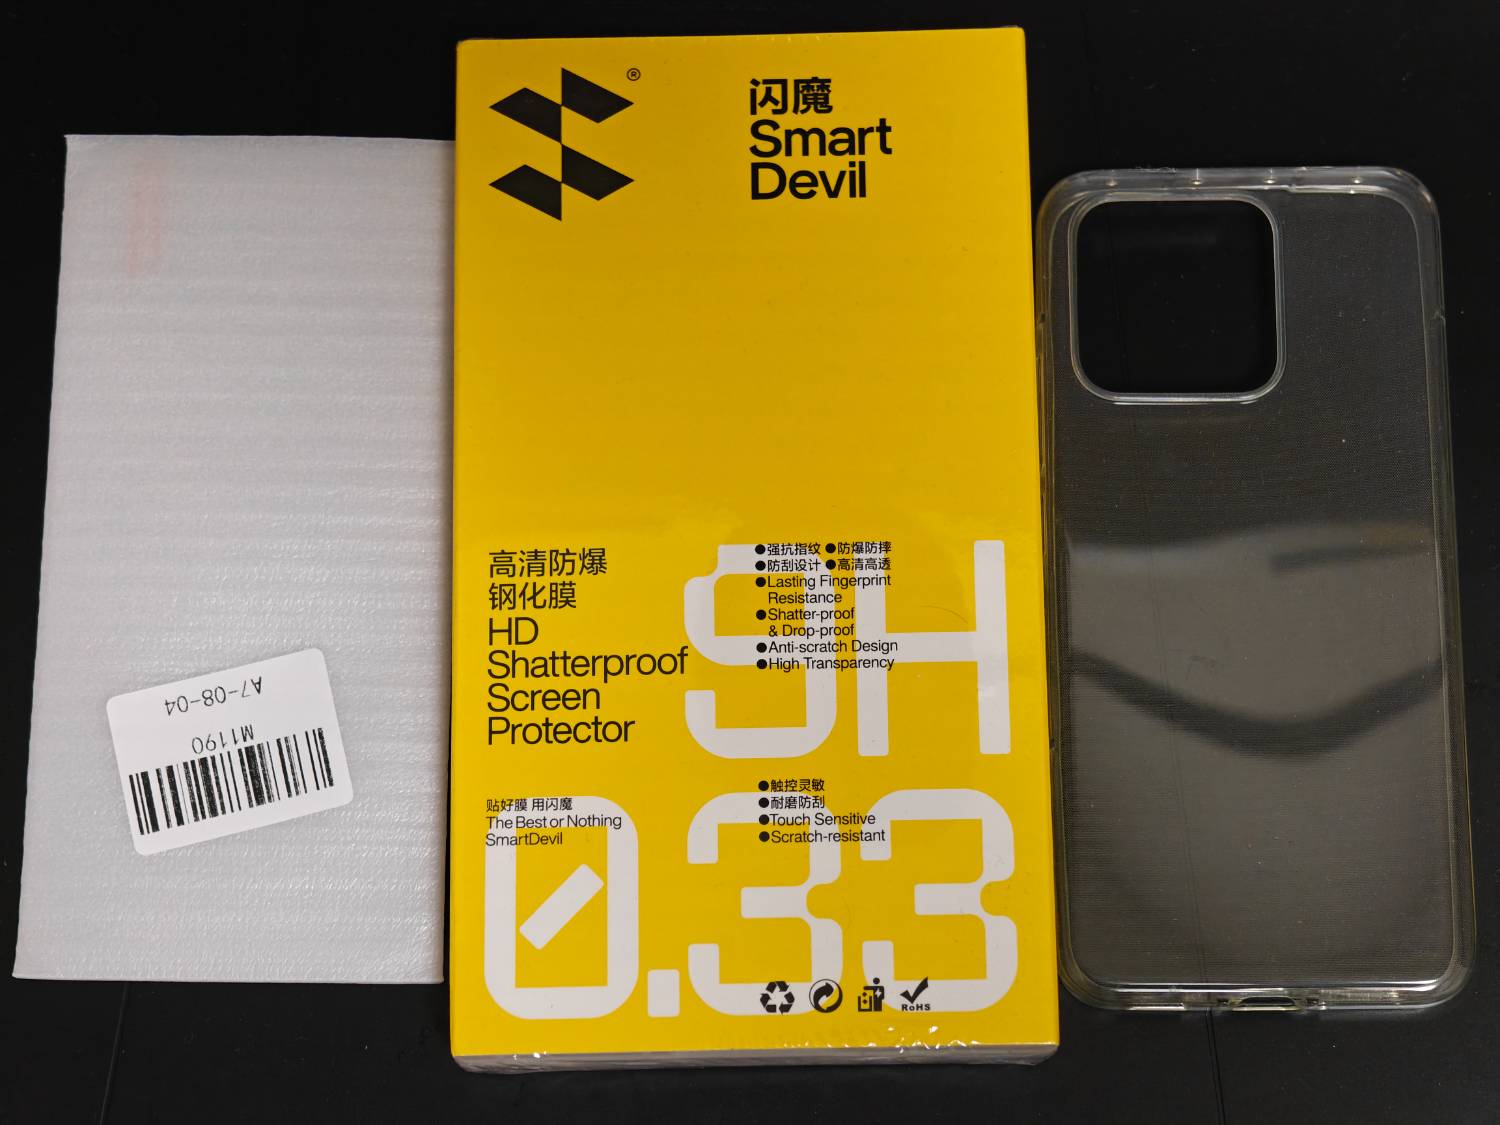 ®
闪魔
Smart
Devil
高清防爆
钢化膜
HD
Shatterproof
Screen
Protector
9H
●强抗指纹 ●防爆防摔
●防刮设计 ●高清高透
●Lasting Fingerprint
Resistance
●Shatter-proof
& Drop-proof
●Anti-scratch Design
●High Transparency
贴好膜 用闪魔
The Best or Nothing
SmartDevil
●触控灵敏
●耐磨防刮
●Touch Sensitive
●Scratch-resistant
0.33
RoHS
M1190
A7-08-04